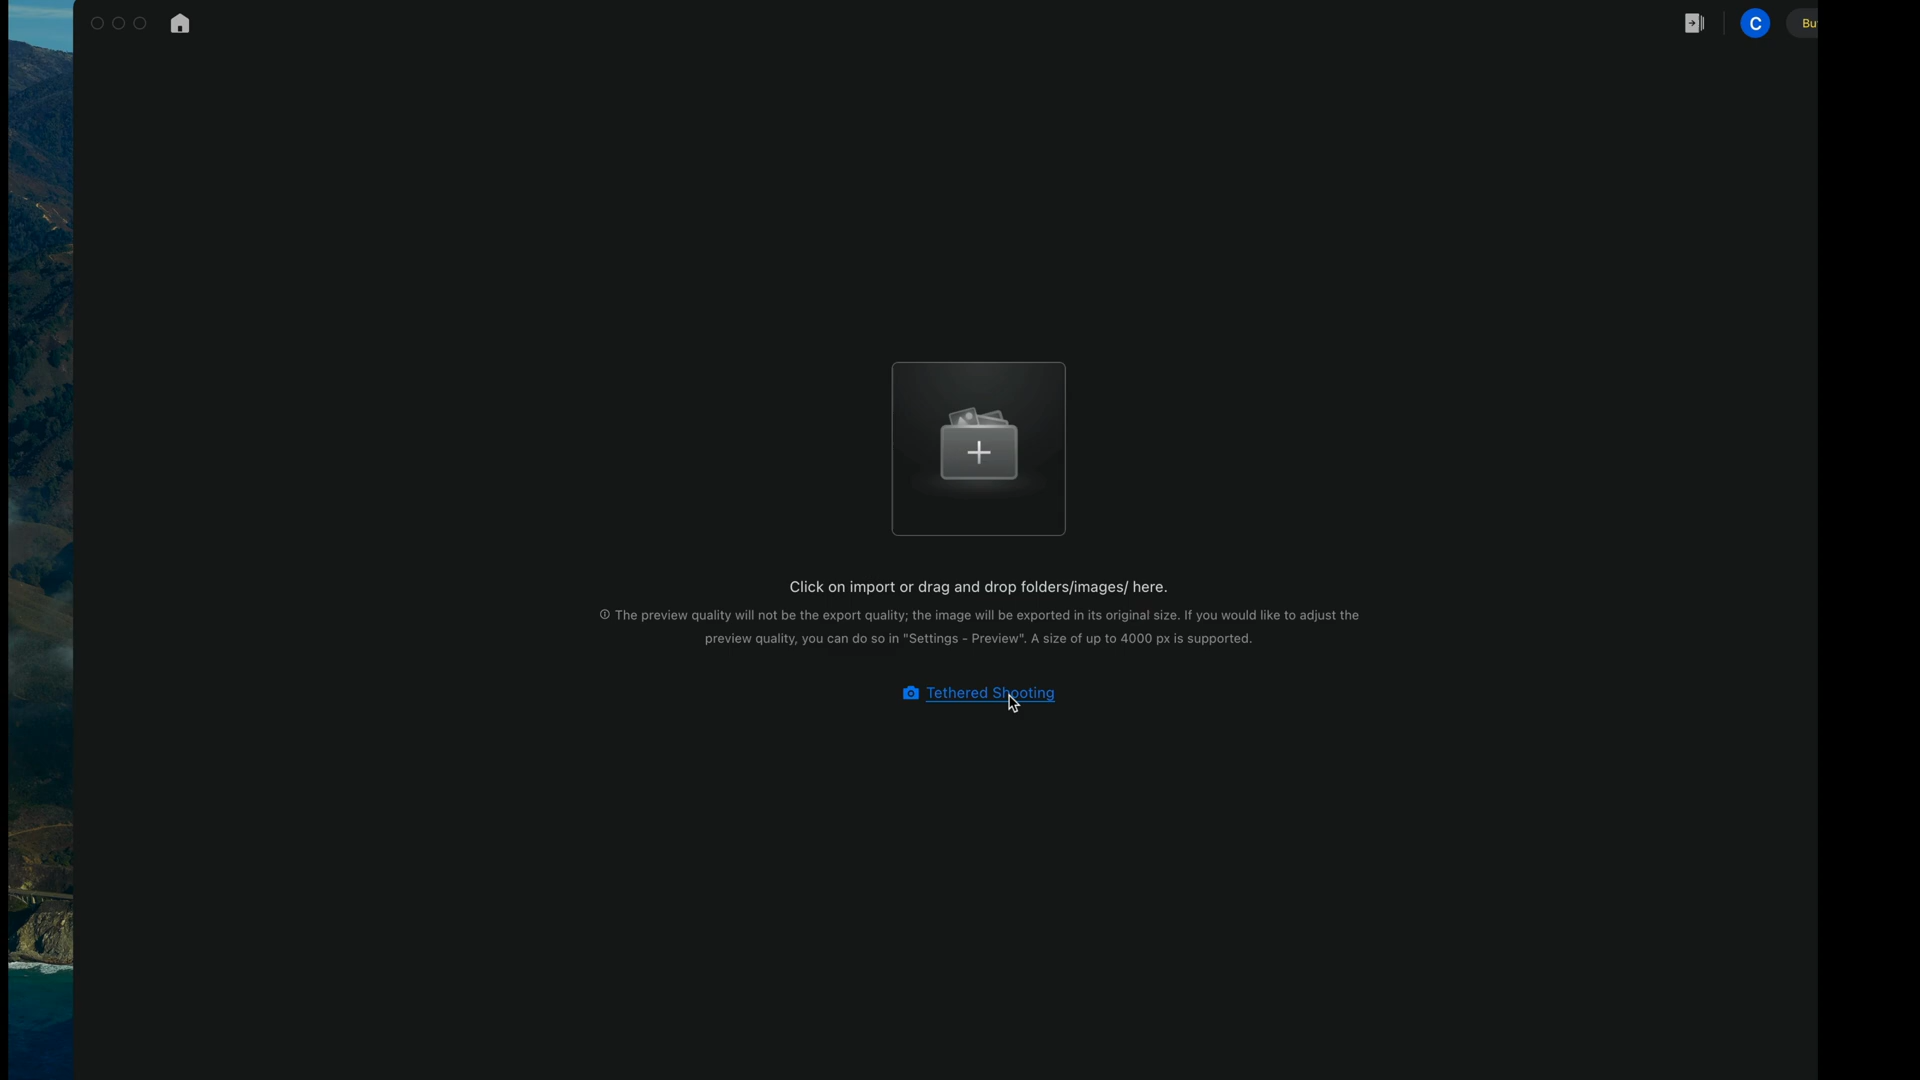 C
Bu
Click on import or drag and drop folders/images/ here.
The preview quality will not be the export quality; the image will be exported in its original size. If you would like to adjust the
preview quality, you can do so in "Settings - Preview". A size of up to 4000 px is supported.
Tethered Shooting